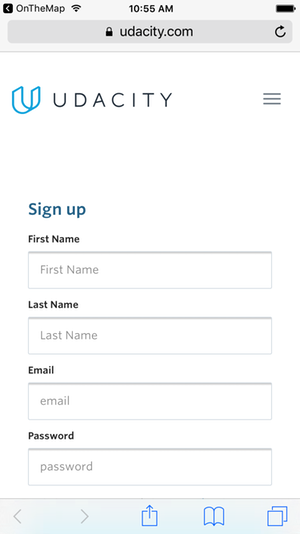 OnTheMap
10:55 AM
udacity.com
UDACITY
Sign up
First Name
First Name
Last Name
Last Name
Email
email
Password
password